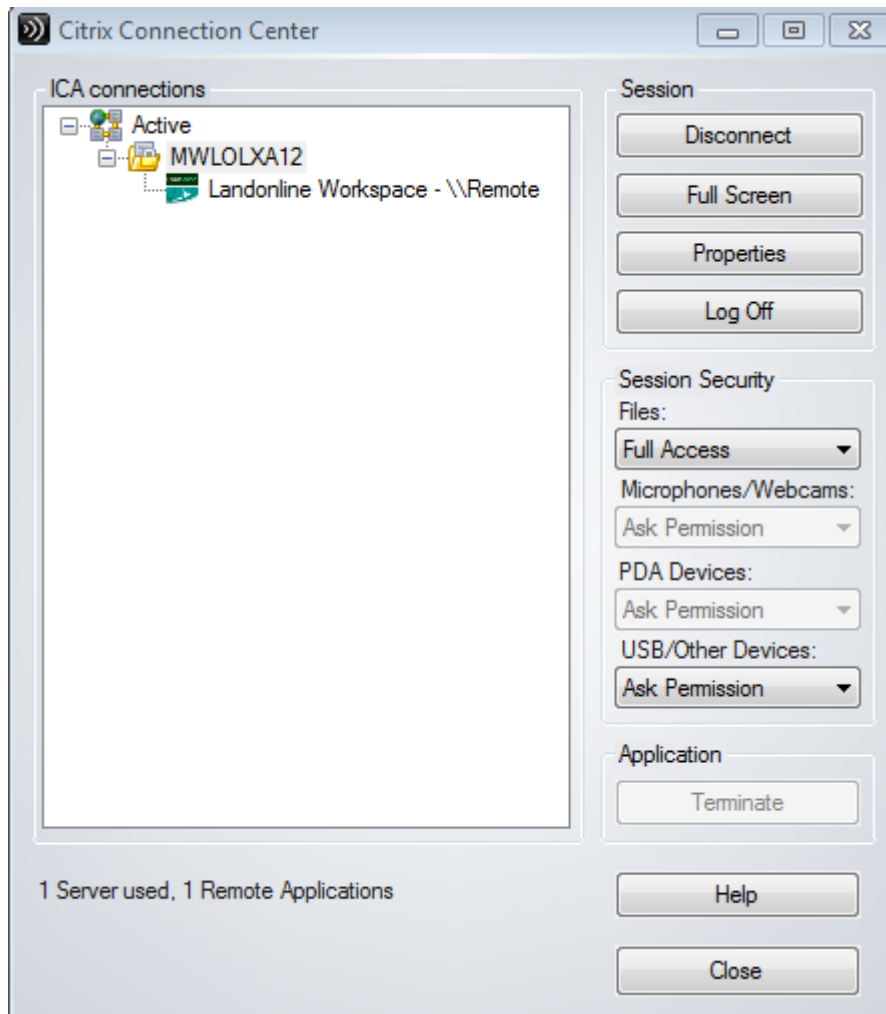 Citrix Connection Center
ICA connections
Active
MWLOLXA12
Landonline Workspace - \\Remote
Session
Disconnect
Full Screen
Properties
Log Off
Session Security
Files:
Full Access
Microphones/Webcams:
Ask Permission
PDA Devices:
Ask Permission
USB/Other Devices:
Ask Permission
Application
Terminate
1 Server used, 1 Remote Applications
Help
Close